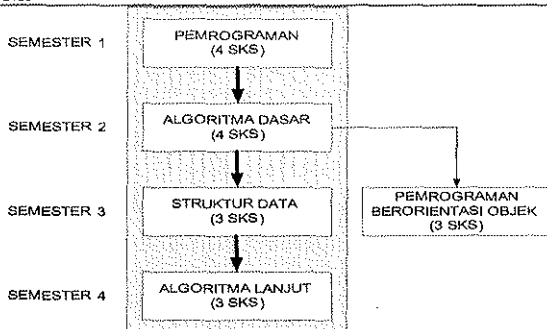 SEMESTER 1
PEMROGRAMAN
(4 SKS)
SEMESTER 2
ALGORITMA DASAR
(4 SKS)
SEMESTER 3
STRUKTUR DATA
(3 SKS)
PEMROGRAMAN
BERORIENTASI OBJEK
(3 SKS)
SEMESTER 4
ALGORITMA LANJUT
(3 SKS)